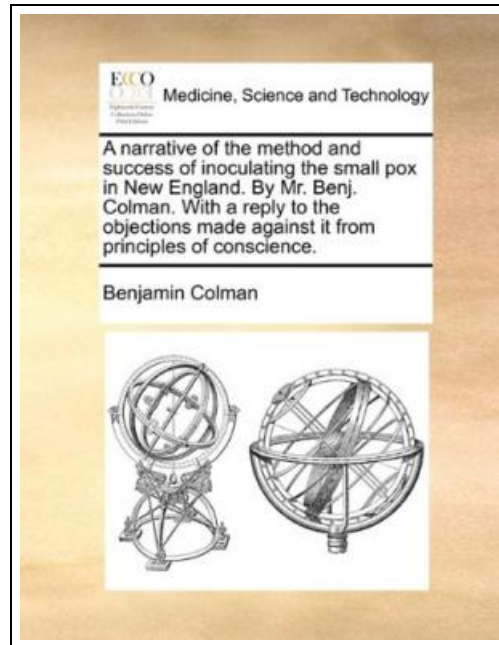 ECCO
Medicine, Science and Technology
A narrative of the method and
success of inoculating the small pox
in New England. By Mr. Benj.
Colman. With a reply to the
objections made against it from
principles of conscience.
Benjamin Colman